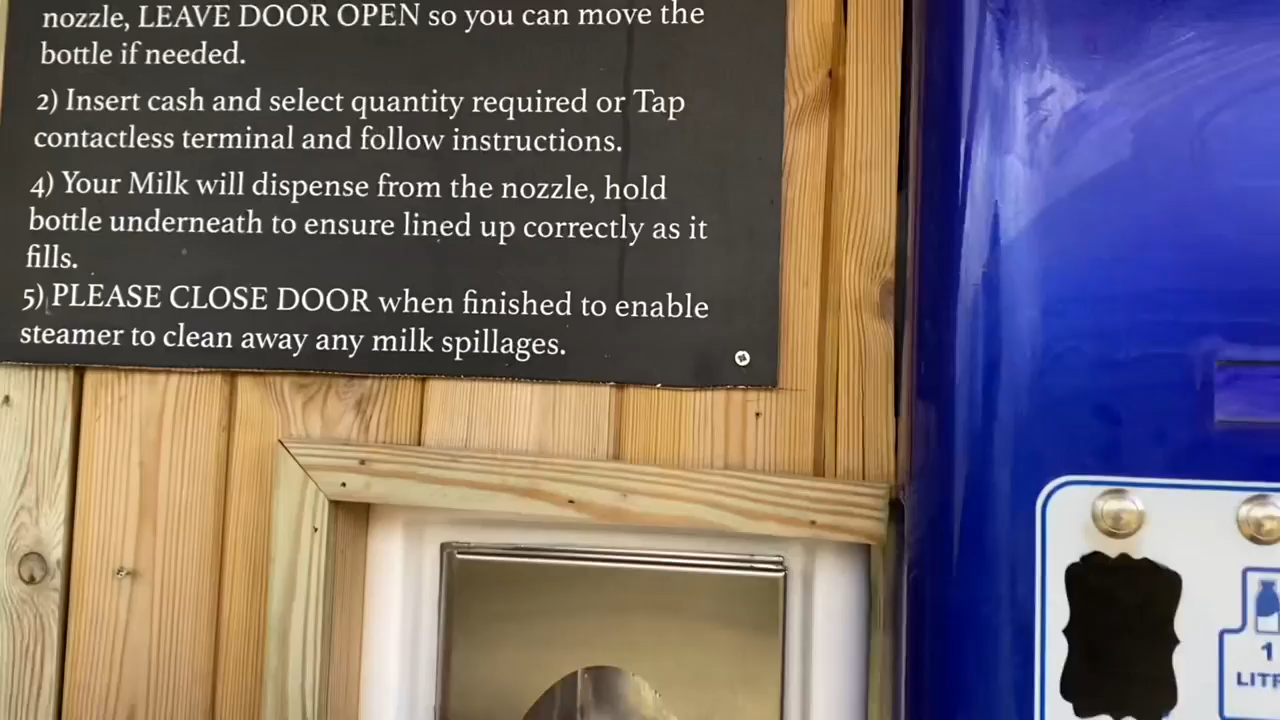 nozzle, LEAVE DOOR OPEN so you can move the
bottle if needed.
2) Insert cash and select quantity required or Tap
contactless terminal and follow instructions.
4) Your Milk will dispense from the nozzle, hold
bottle underneath to ensure lined up correctly as it
fills.
5) PLEASE CLOSE DOOR when finished to enable
steamer to clean away any milk spillages.
1